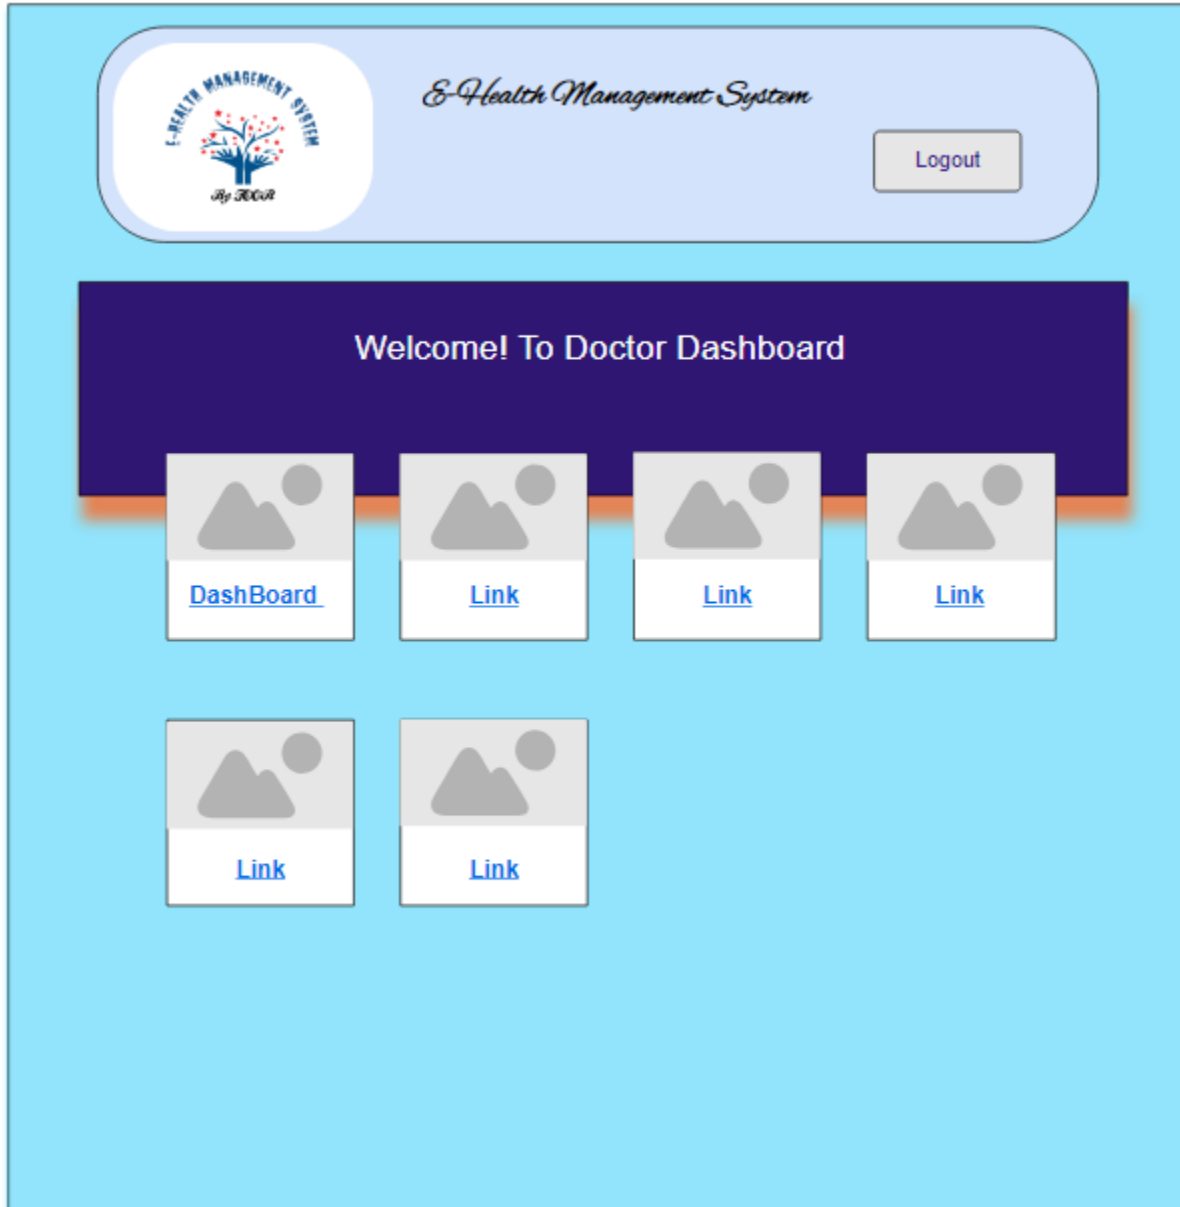 E-HEALTH MANAGEMENT SYSTEM
E-Health Management System
Logout
Welcome! To Doctor Dashboard
DashBoard
Link
Link
Link
Link
Link